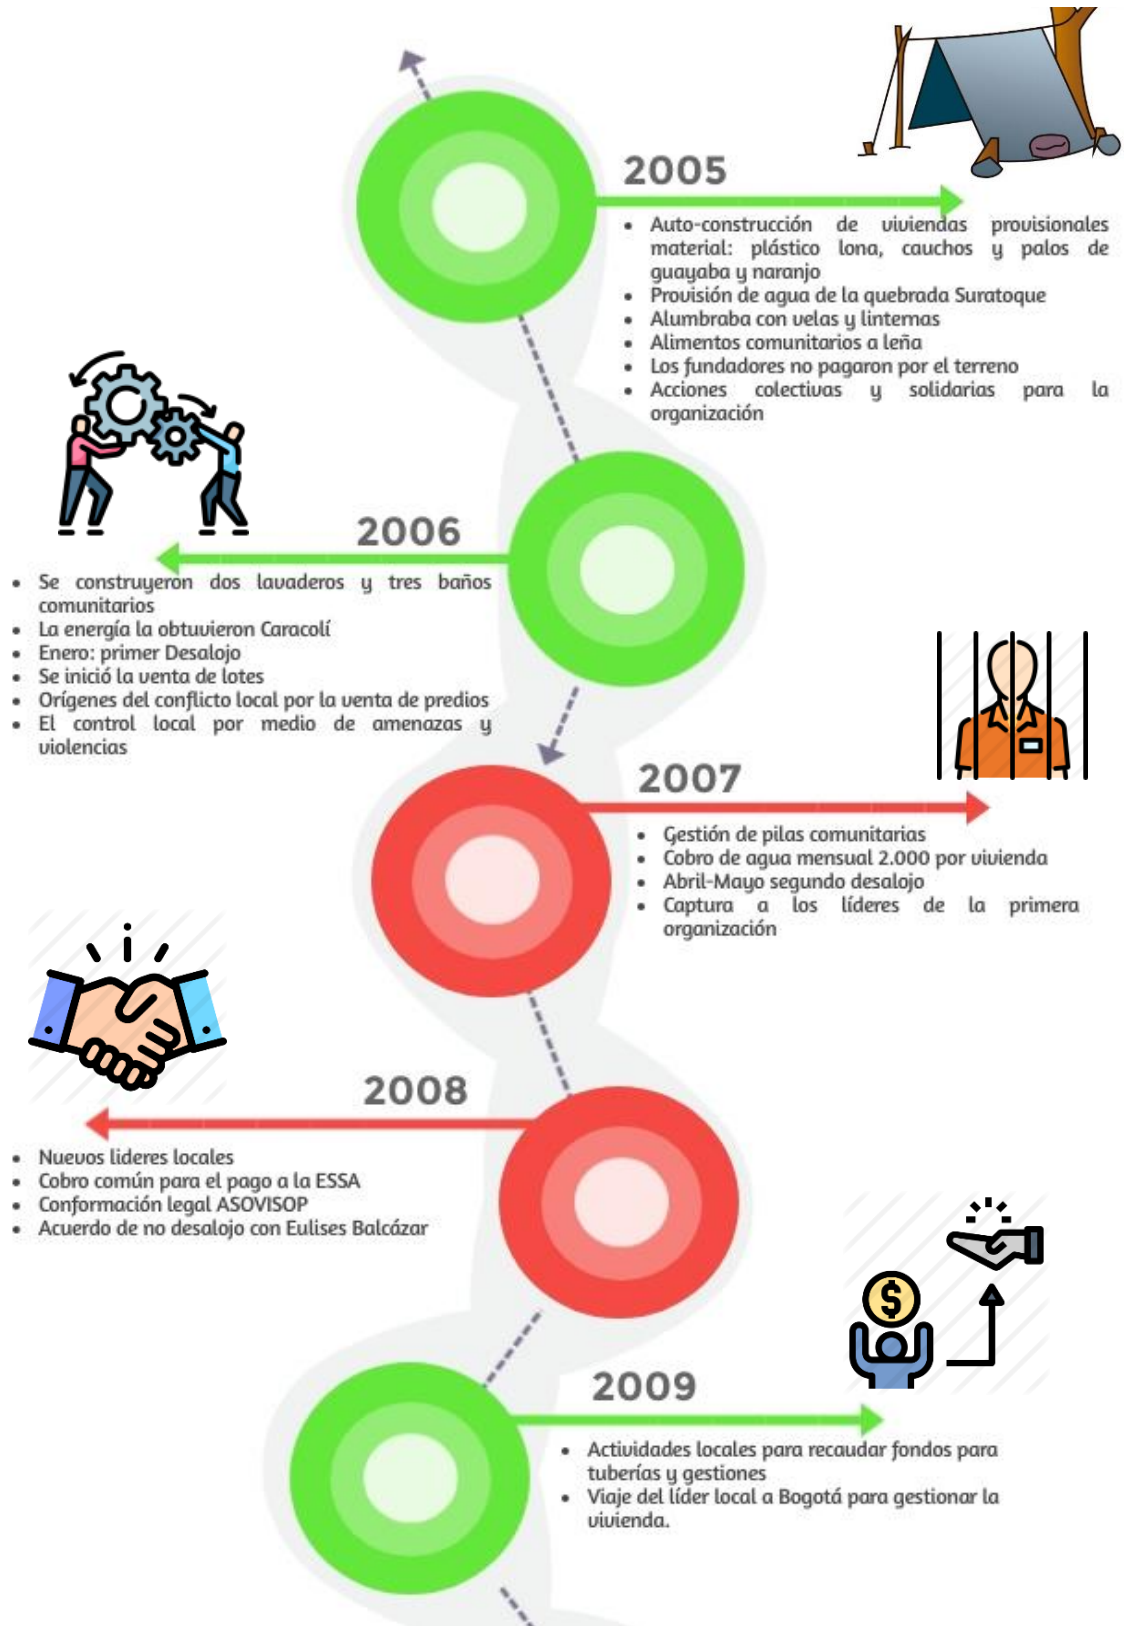 2005
• Auto-construcción de viviendas provisionales
material: plástico lona, cauchos y palos de
guayaba y naranjo
• Provisión de agua de la quebrada Suratoque
• Alumbraba con velas y linternas
• Alimentos comunitarios a leña
• Los fundadores no pagaron por el terreno
• Acciones colectivas y solidarias para la
organización
2006
• Se construyeron dos lavaderos y tres baños
comunitarios
• La energía la obtuvieron Caracolí
• Enero: primer Desalojo
• Se inició la venta de lotes
• Orígenes del conflicto local por la venta de predios
• El control local por medio de amenazas y
violencias
2007
• Gestión de pilas comunitarias
• Cobro de agua mensual 2.000 por vivienda
• Abril-Mayo segundo desalojo
• Captura a los líderes de la primera
organización
2008
• Nuevos lideres locales
• Cobro común para el pago a la ESSA
• Conformación legal ASOVISOP
• Acuerdo de no desalojo con Eulises Balcázar
$
2009
• Actividades locales para recaudar fondos para
tuberías y gestiones
• Viaje del líder local a Bogotá para gestionar la
vivienda.